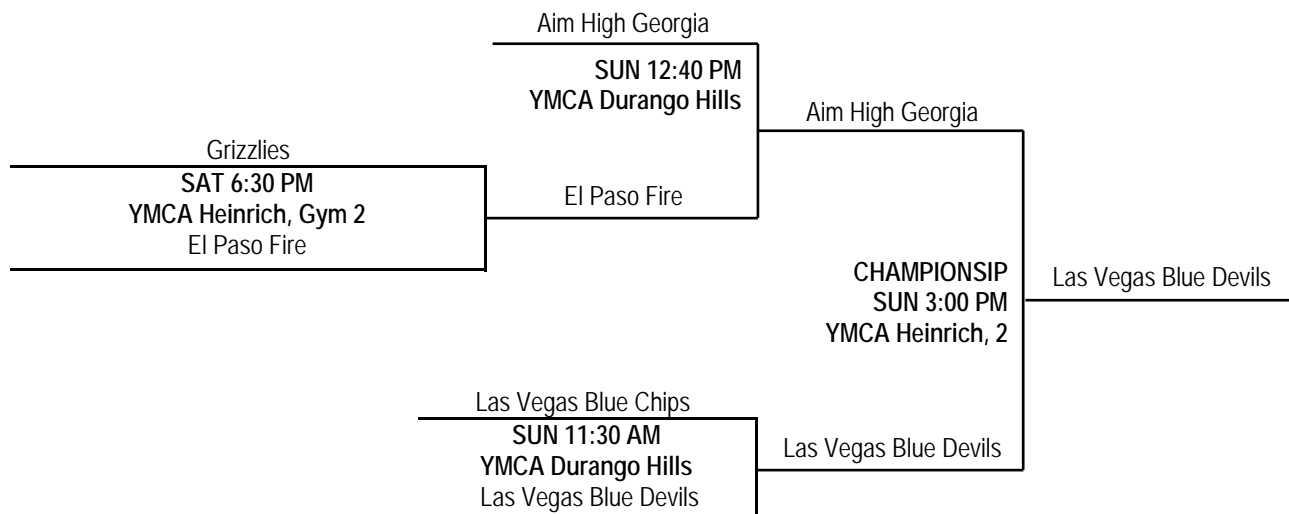 Aim High Georgia
SUN 12:40 PM
YMCA Durango Hills
Aim High Georgia
Grizzlies
SAT 6:30 PM
YMCA Heinrich, Gym 2
El Paso Fire
El Paso Fire
CHAMPIONSIP
SUN 3:00 PM
YMCA Heinrich, 2
Las Vegas Blue Devils
Las Vegas Blue Chips
SUN 11:30 AM
YMCA Durango Hills
Las Vegas Blue Devils
Las Vegas Blue Devils